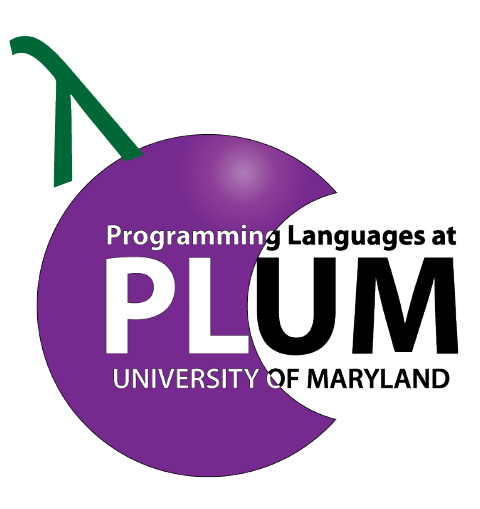 Programming Languages at
PLUM
UNIVERSITY OF MARYLAND